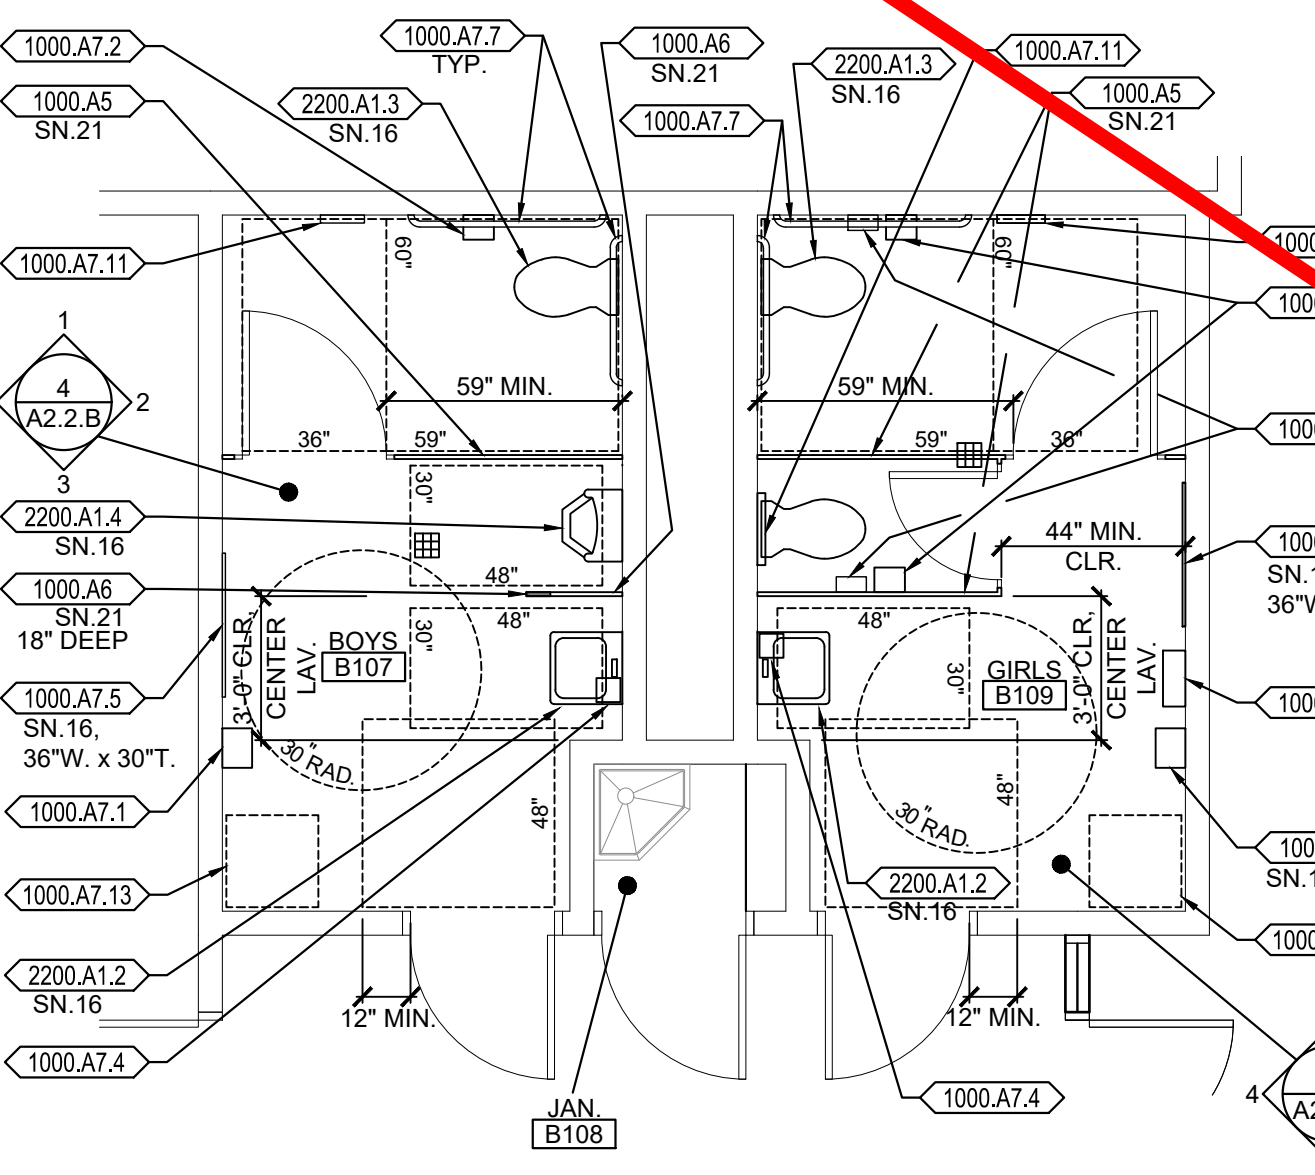 1000.A7.2
1000.A7.7
TYP.
1000.A6
SN.21
2200.A1.3
SN.16
1000.A7.11
1000.A5
SN.21
1000.A5
SN.21
2200.A1.3
SN.16
1000.A7.7
1000.A7.11
60"
60"
1
4
A2.2.B
2
3
59" MIN.
59" MIN.
36"
59"
59"
36"
2200.A1.4
SN.16
30"
48"
44" MIN.
CLR.
1000.A6
SN.21
18" DEEP
48"
30"
48"
30"
BOYS
B107
GIRLS
B109
3'-0" CLR,
CENTER
LAV.
3'-0" CLR,
CENTER
LAV.
1000.A7.5
SN.16,
36"W. x 30"T.
30" RAD.
30" RAD.
1000.A7.1
48"
48"
1000.A7.13
2200.A1.2
SN.16
2200.A1.2
SN.16
12" MIN.
12" MIN.
1000.A7.4
1000.A7.4
JAN.
B108
4